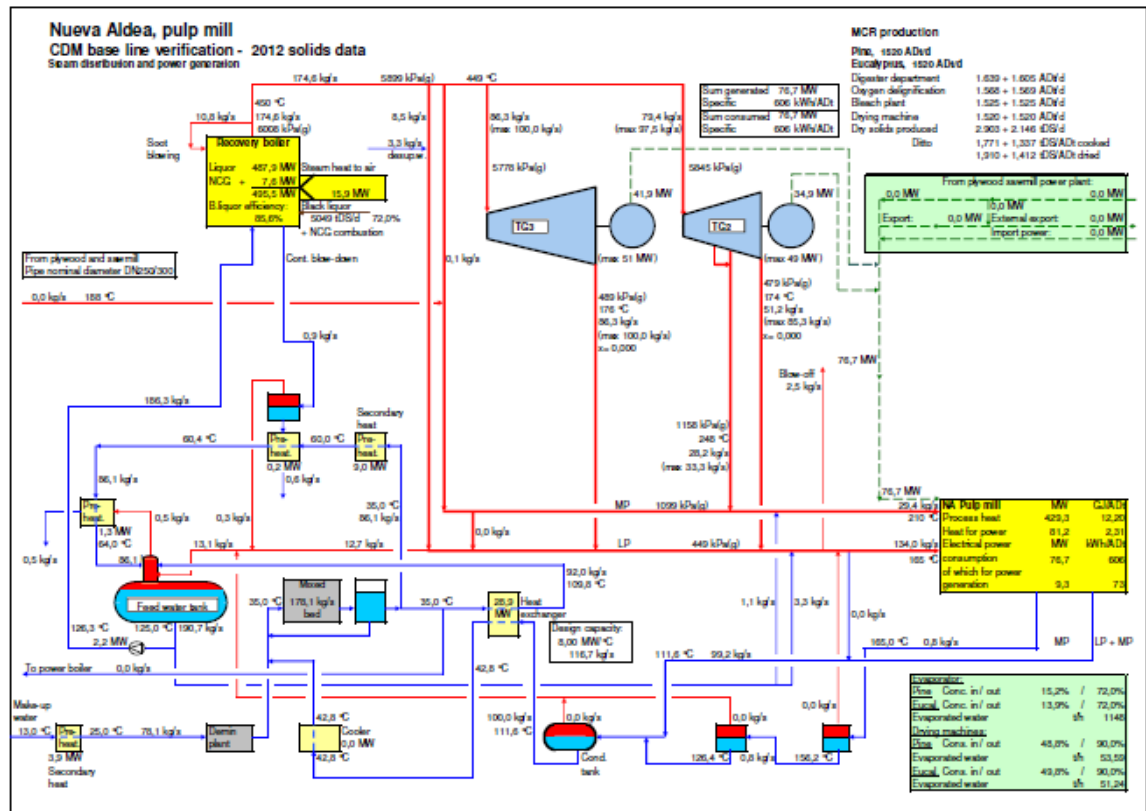 Nueva Aldea, pulp mill
CDM base line verification - 2012 solids data
Steam distribution and power generation
MCR production
Pine, 1520 ADt/d
Eucalyptus, 1520 ADt/d
Digester department 1.639 + 1.605 ADt/d
Oxygen delignification 1.568 + 1.569 ADt/d
Bleach plant 1.525 + 1.525 ADt/d
Drying machine 1.520 + 1.520 ADt/d
Dry solids produced 2.903 + 2.146 tDS/d
Ditto 1,771 + 1,337 tDS/ADt cooked
1,910 + 1,412 tDS/ADt dried
Sum generated 76,7 MW
Specific 606 kWh/ADt
Sum consumed 76,7 MW
Specific 606 kWh/ADt
174,6 kg/s 5899 kPa(g) 449 °C
450 °C
10,8 kg/s 174,6 kg/s 8,5 kg/s
6008 kPa(g)
86,3 kg/s
(max 100,0 kg/s)
79,4 kg/s
(max 97,5 kg/s)
Soot
blowing
3,3 kg/s
desuper.
Recovery boiler
Liquor 487,9 MW Steam heat to air
NCG + 7,6 MW
495,5 MW 15,9 MW
B.liquor efficiency: Black liquor
85,6% 5049 tDS/d 72,0%
+ NCG combustion
5778 kPa(g)
5845 kPa(g)
41,9 MW
34,9 MW
TG3
TG2
(max 51 MW)
(max 49 MW)
From plywood sawmill power plant:
0,0 MW 0,0 MW
0,0 MW
Export: 0,0 MW External export: 0,0 MW
Import power: 0,0 MW
From plywood and sawmill
Pipe nominal diameter DN250/300
Cont. blow-down
0,1 kg/s
0,0 kg/s 188 °C
489 kPa(g)
176 °C
86,3 kg/s
(max 100,0 kg/s)
x= 0,000
479 kPa(g)
174 °C
51,2 kg/s
(max 85,3 kg/s)
x= 0,000
0,9 kg/s
76,7 MW
Blow-off
2,5 kg/s
186,3 kg/s
Secondary
heat
60,4 °C
Pre-
heat.
60,0 °C
Pre-
heat.
0,2 MW
9,0 MW
0,6 kg/s
1158 kPa(g)
248 °C
28,2 kg/s
(max 33,3 kg/s)
86,1 kg/s
Pre-
heat.
1,3 MW
64,0 °C
0,5 kg/s
0,5 kg/s
0,3 kg/s
35,0 °C
86,1 kg/s
76,7 MW
MP 1099 kPa(g) 29,4 kg/s
210 °C
0,0 kg/s
13,1 kg/s 12,7 kg/s LP 449 kPa(g) 134,0 kg/s
165 °C
NA Pulp mill MW GJ/ADt
Process heat 429,3 12,20
Heat for power 81,2 2,31
Electrical power MW kWh/ADt
consumption 76,7 606
of which for power
generation 9,3 73
86,1
92,0 kg/s
109,8 °C
Feed water tank
35,0 °C
Mixed
178,1 kg/s
bed
35,0 °C
28,9
MW
Heat
exchanger
Design capacity:
8,00 MW/°C
116,7 kg/s
1,1 kg/s 3,3 kg/s
0,0 kg/s
126,3 °C 125,0 °C 190,7 kg/s
2,2 MW
165,0 °C 0,8 kg/s MP LP + MP
To power boiler 0,0 kg/s
42,8 °C
111,6 °C 99,2 kg/s
Make-up
water
13,0 °C
Pre-
heat.
25,0 °C 78,1 kg/s
Demin
plant
3,9 MW
Secondary
heat
42,8 °C
Cooler
0,0 MW
42,8 °C
100,0 kg/s
111,6 °C
0,0 kg/s
Cond.
tank
0,0 kg/s
0,0 kg/s
126,4 °C 0,8 kg/s 156,2 °C
Evaporator:
Pine Conc. in / out 15,2% / 72,0%
Eucal Conc. in / out 13,9% / 72,0%
Evaporated water t/h 1148
Drying machines:
Pine Cons. in / out 48,8% / 90,0%
Evaporated water t/h 53,59
Eucal Cons. in / out 49,8% / 90,0%
Evaporated water t/h 51,24